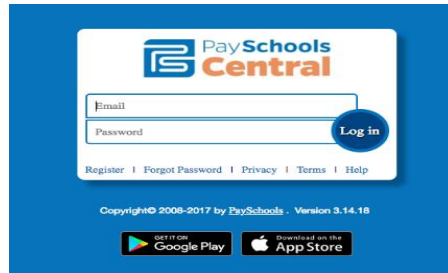 PaySchools
Central
Email
Password
Log in
Register | Forgot Password | Privacy | Terms | Help
Copyright© 2008-2017 by PaySchools . Version 3.14.18
GET IT ON
Google Play
Download on the
App Store